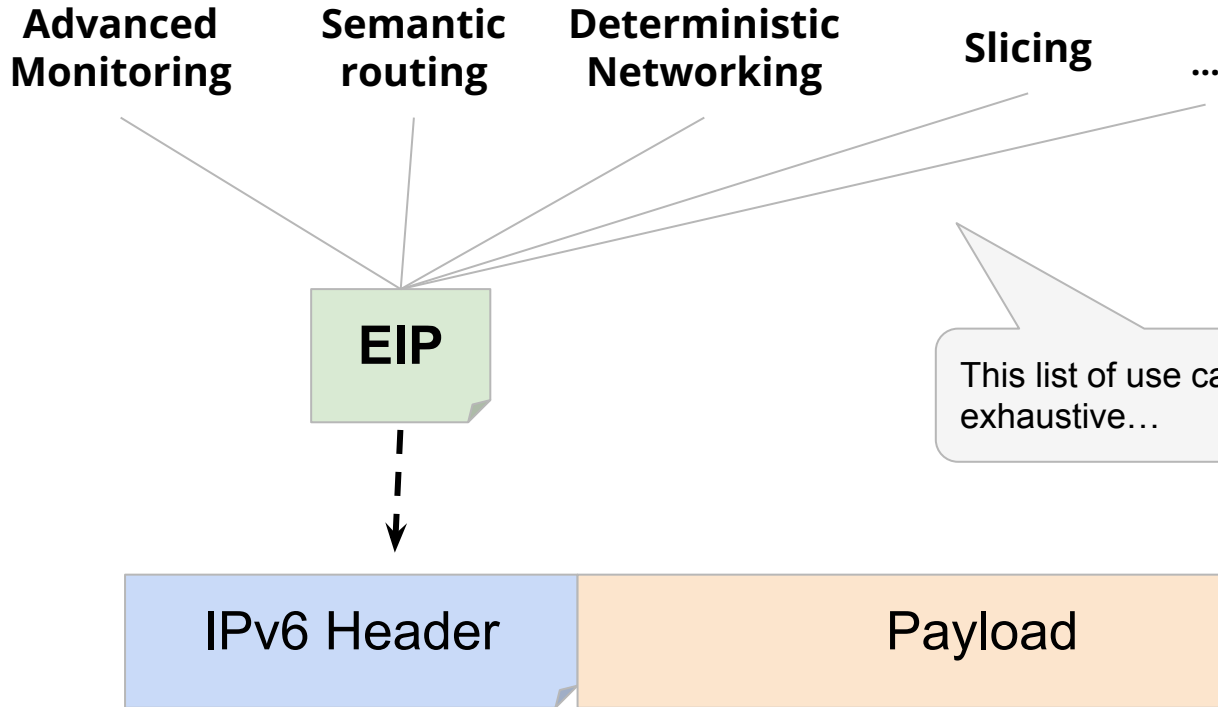 Advanced
Monitoring
Semantic
routing
Deterministic
Networking
Slicing
...
EIP
This list of use
exhaustive…
IPv6 Header
Payload